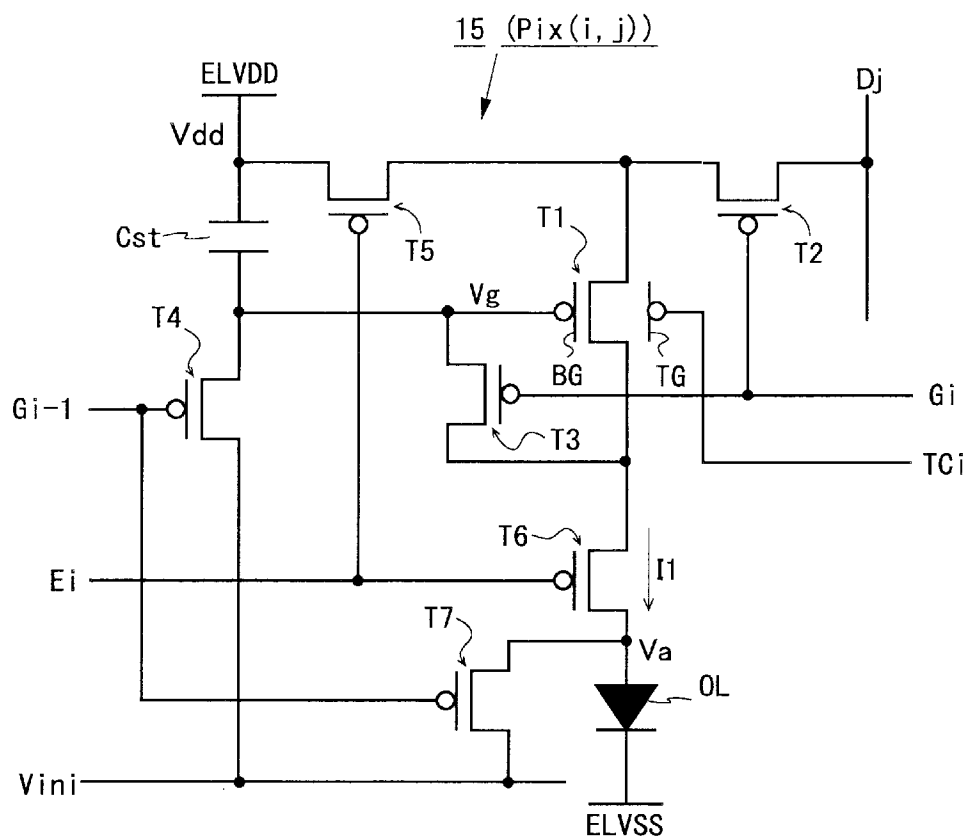 15 (Pix(i,j))
ELVDD
Dj
Vdd
Cst
T5
T1
T2
T4
Vg
BG
TG
Gi-1
Gi
T3
TCi
T6
Ei
I1
T7
Va
OL
Vini
ELVSS